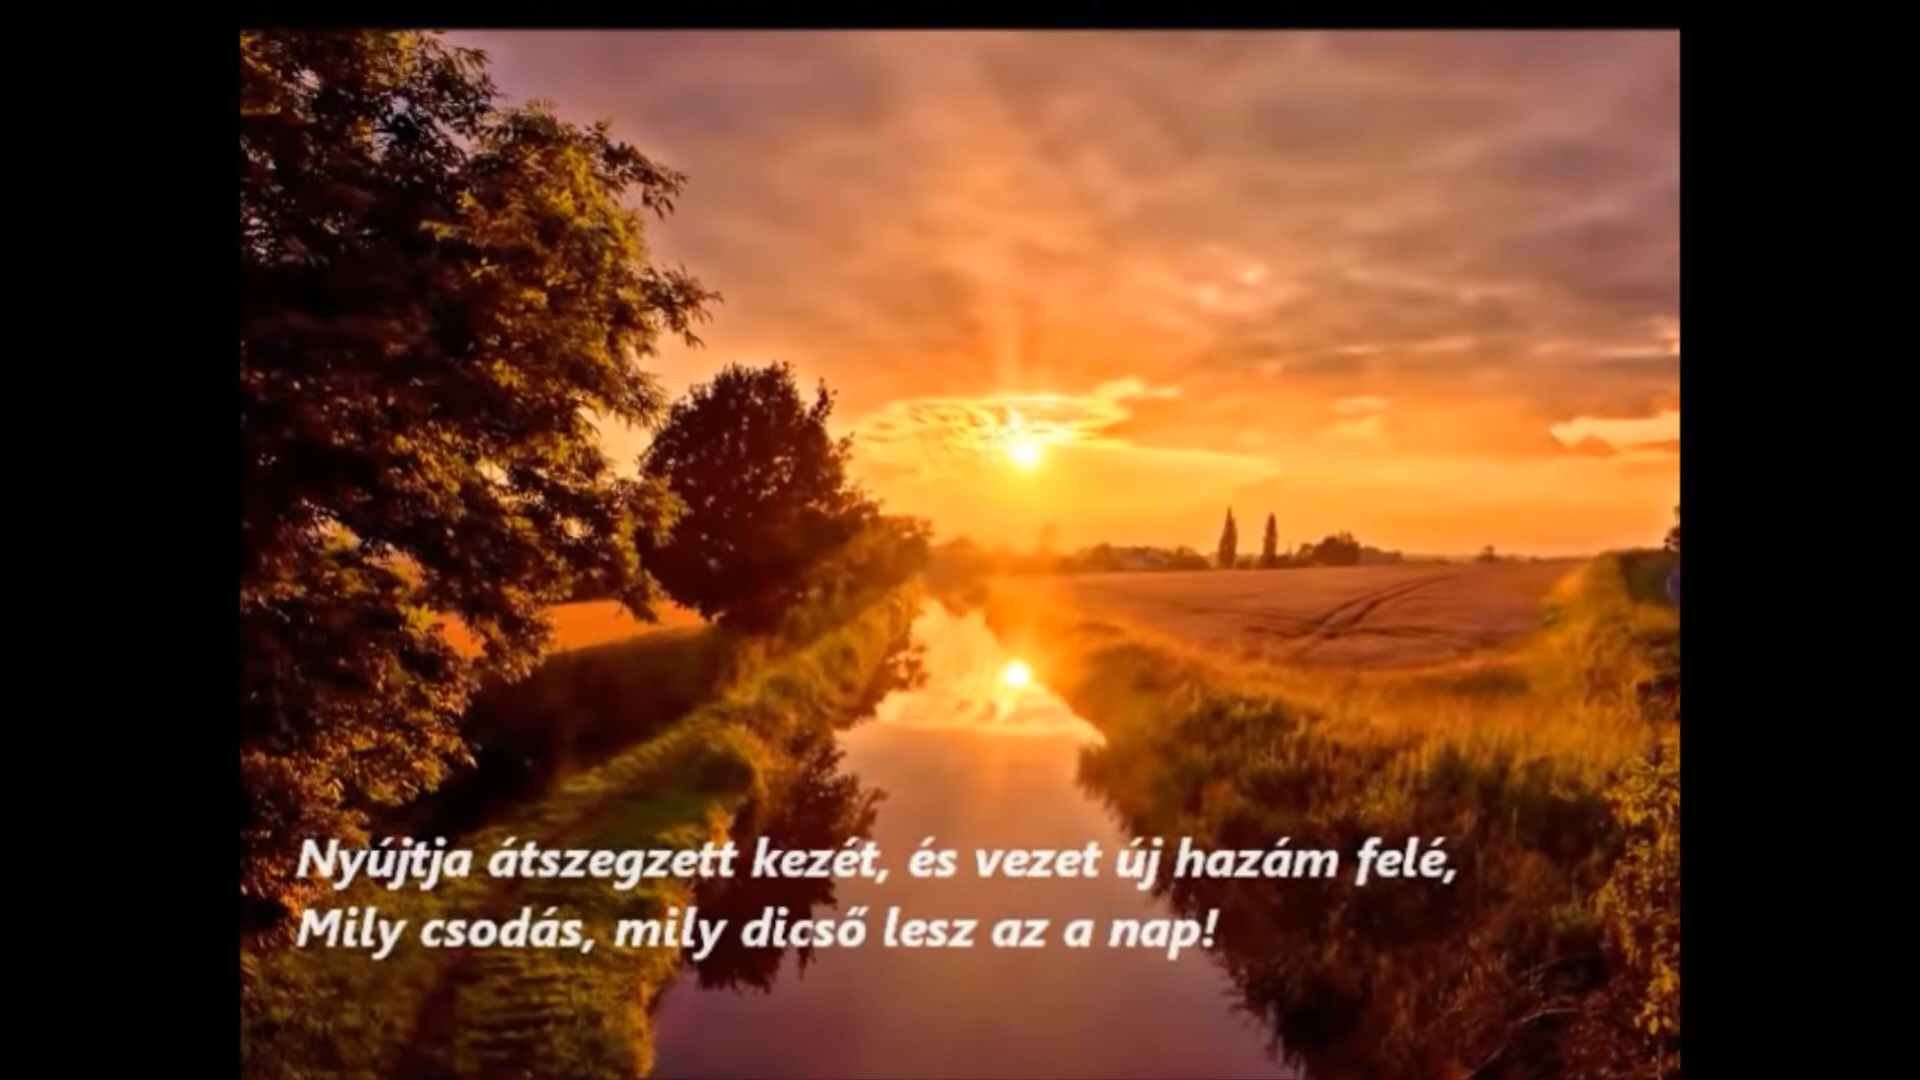 Nyújtja átszegzett kezét, és vezet új hazám felé,
Mily csodás, mily dicső lesz az a nap!